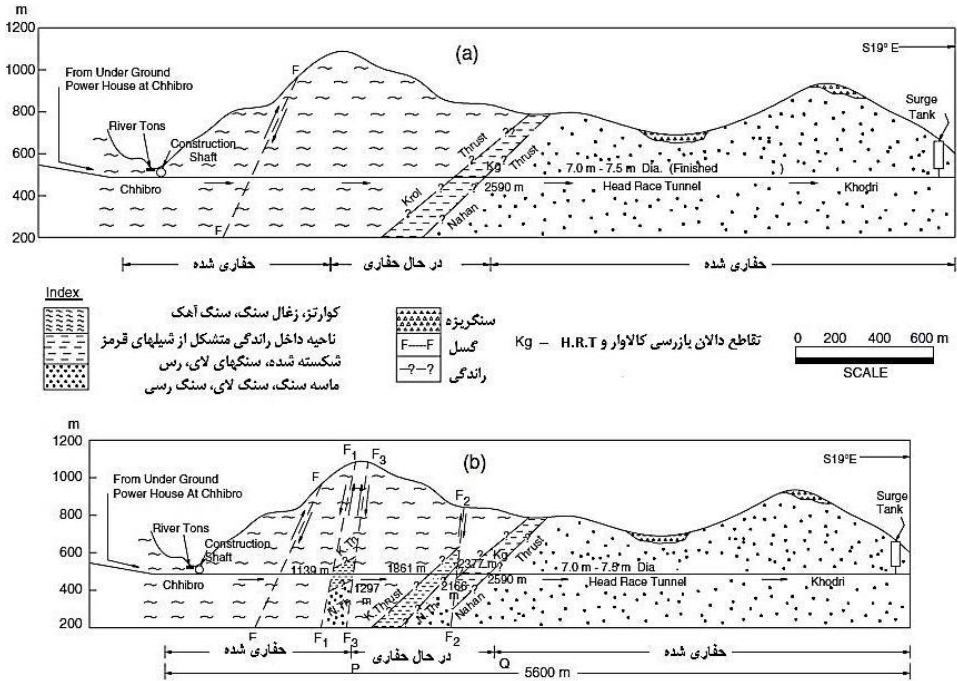 m
1200
1000
800
600
400
200
(a)
S19° E
From Under Ground
Power House at Chhibro
River Tons
Construction
Shaft
Surge
Tank
F
F
Thrust
Thrust
Kg
Krol
Nahan
2590 m
7.0 m - 7.5 m Dia. (Finished )
Chhibro
Head Race Tunnel
Khodri
حفاری شده
در حال حفاری
حفاری شده
Index
کوارتز، زغال سنگ، سنگ آهک
ناحیه داخل راندگی متشکل از شیلهای قرمز
شکسته شده، سنگهای لای، رس
ماسه سنگ، سنگ لای، سنگ رسی
سنگریزه
F----F گسل
-?-?- راندگی
Kg – تقاطع دالان بازرسی کالاوار و H.R.T
0 200 400 600 m
SCALE
m
1200
1000
800
600
400
200
(b)
S19°E
From Under Ground
Power House At Chhibro
River Tons
Construction
Shaft
Surge
Tank
F
F1
F3
F2
K.Th
Kg
Thrust
1139 m
1861 m
2377 m
1297 m
2166 m
2590 m
7.0 m - 7.5 m Dia
Chhibro
Head Race Tunnel
Khodri
N.Th
K.Thrust
N.Th
Nahan
F
F1
F3
F2
حفاری شده
در حال حفاری
حفاری شده
P
Q
5600 m